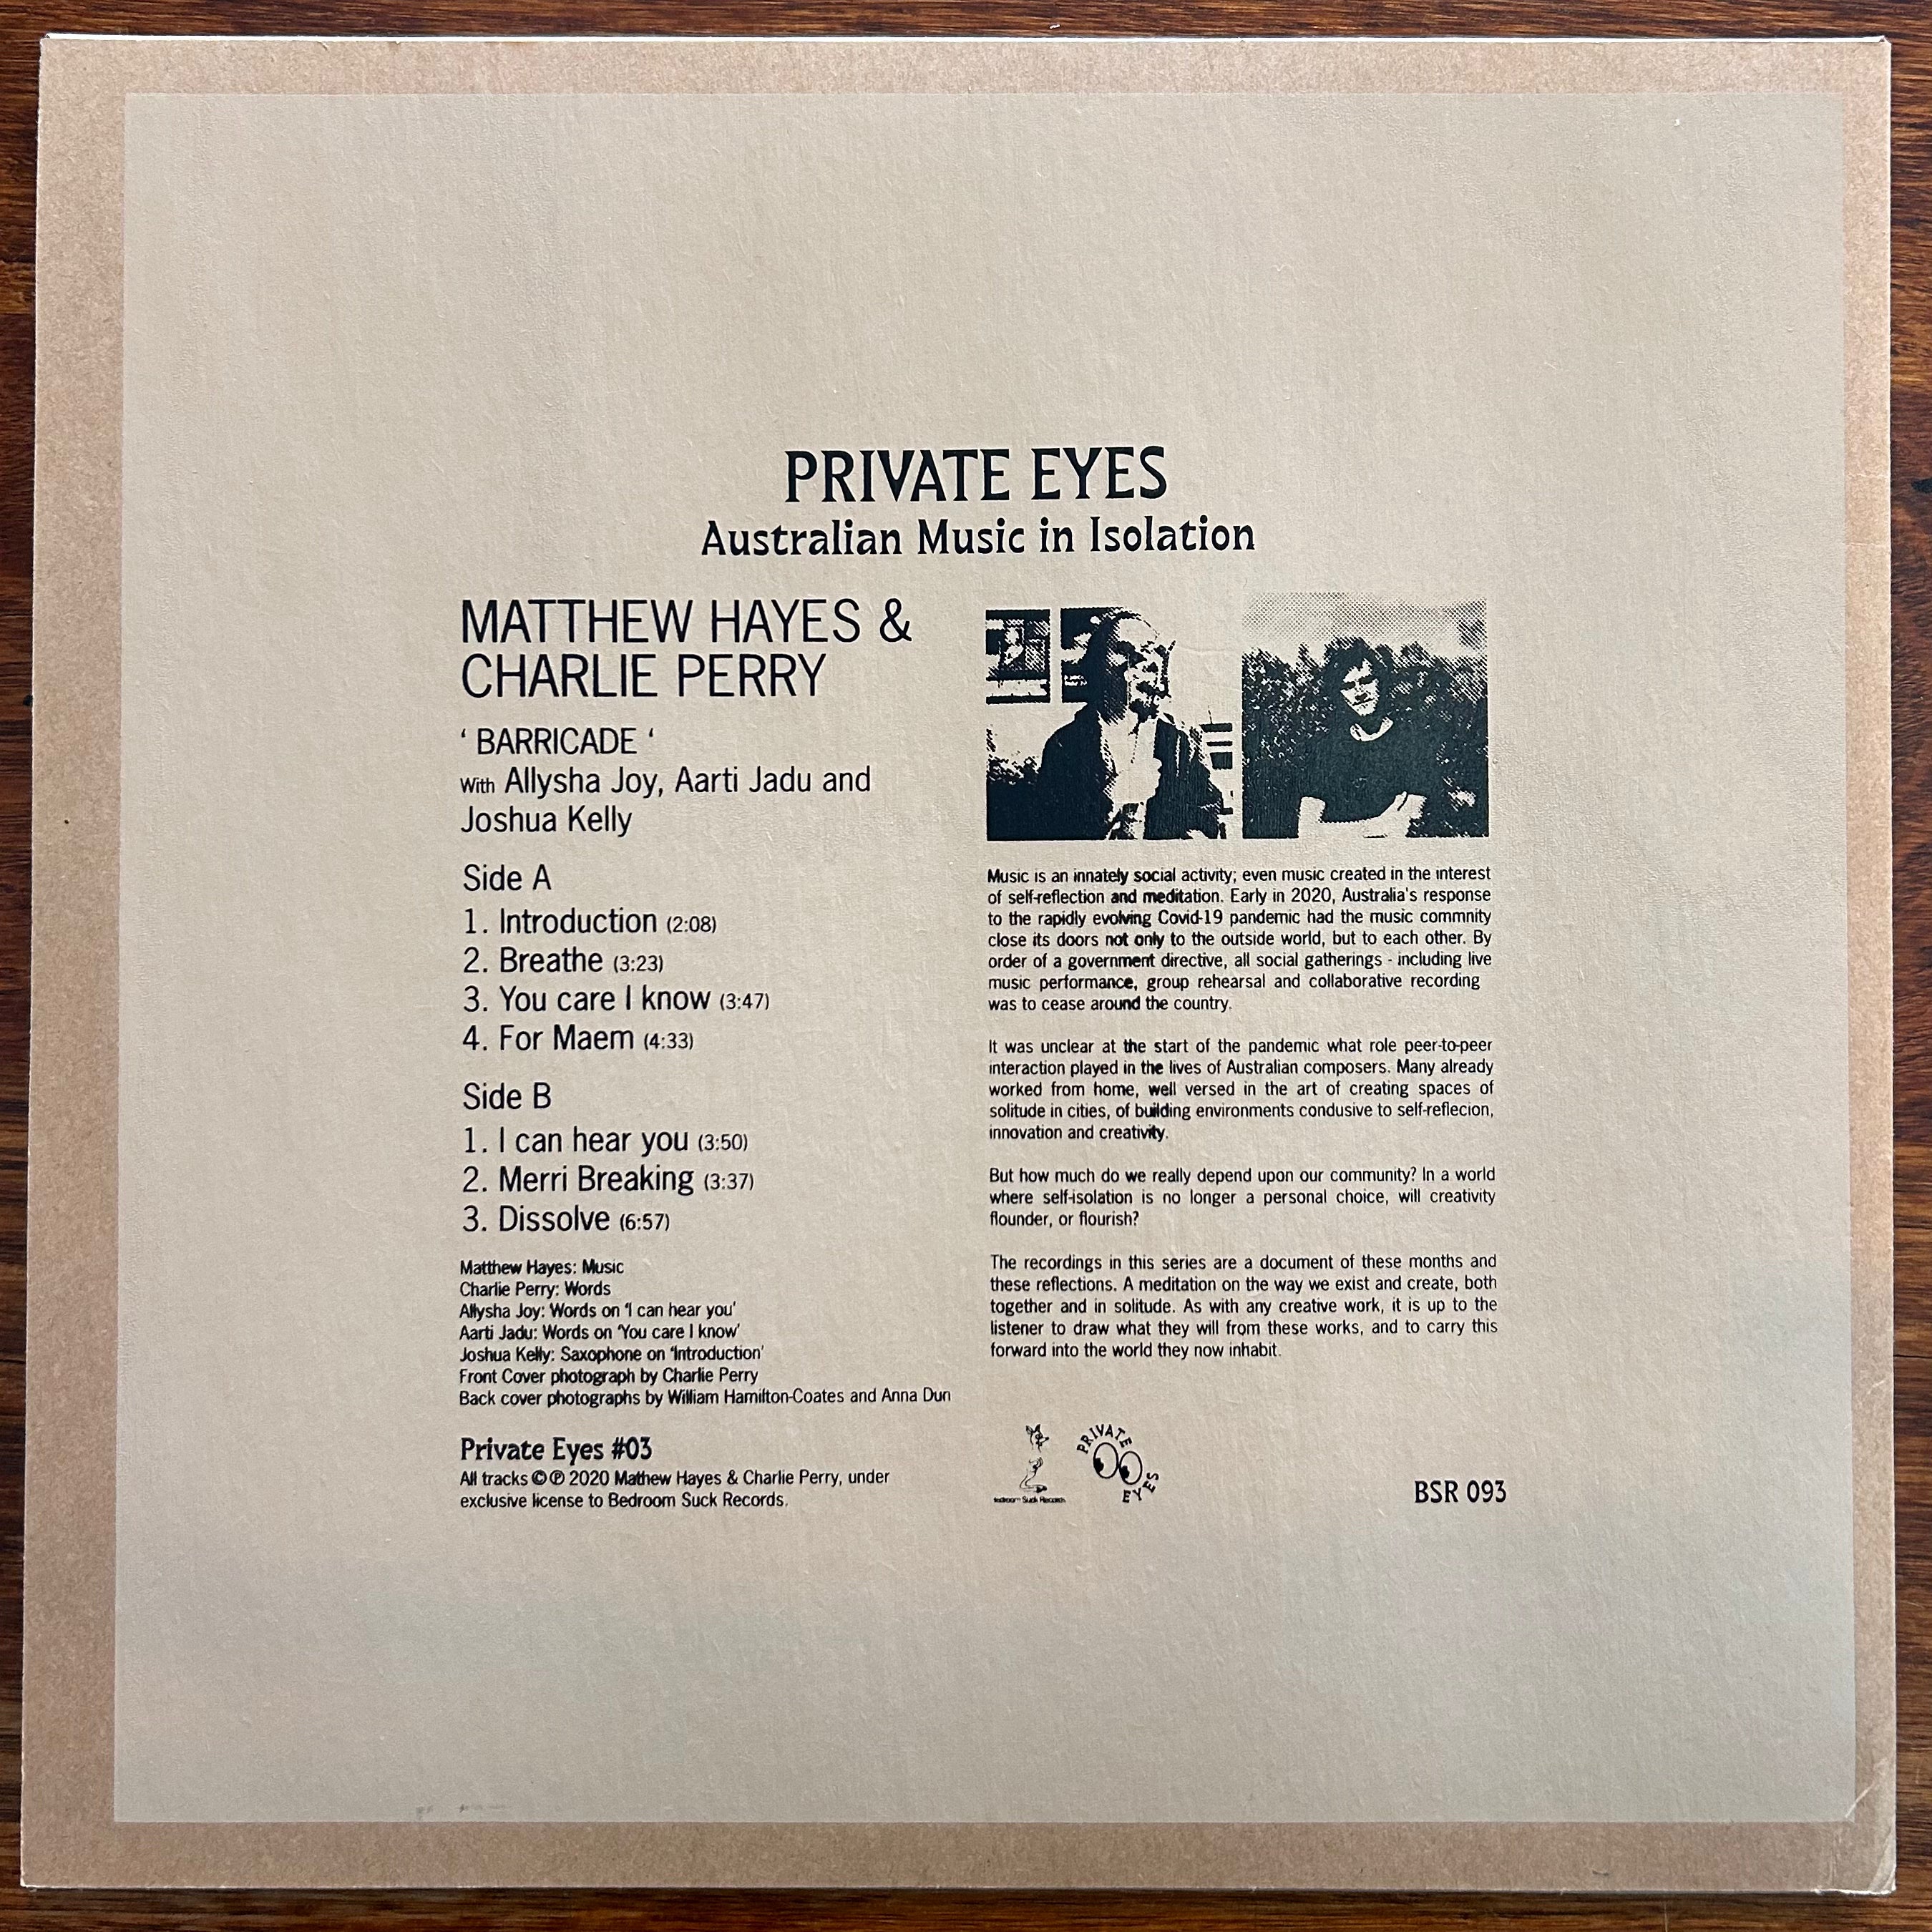 PRIVATE EYES
Australian Music in Isolation
MATTHEW HAYES &
CHARLIE PERRY
‘ BARRICADE ‘
With Allysha Joy, Aarti Jadu and
Joshua Kelly
Side A
1. Introduction (2:08)
2. Breathe (3:23)
3. You care I know (3:47)
4. For Maem (4:33)
Side B
1. I can hear you (3:50)
2. Merri Breaking (3:37)
3. Dissolve (6:57)
Matthew Hayes: Music
Charlie Perry: Words
Allysha Joy: Words on ‘I can hear you’
Aarti Jadu: Words on ‘You care I know’
Joshua Kelly: Saxophone on ‘Introduction’
Front Cover photograph by Charlie Perry
Back cover photographs by William Hamilton-Coates and Anna Dun
Private Eyes #03
All tracks © ℗ 2020 Mathew Hayes & Charlie Perry, under
exclusive license to Bedroom Suck Records.
Music is an innately social activity; even music created in the interest
of self-reflection and meditation. Early in 2020, Australia's response
to the rapidly evolving Covid-19 pandemic had the music commnity
close its doors not only to the outside world, but to each other. By
order of a government directive, all social gatherings - including live
music performance, group rehearsal and collaborative recording
was to cease around the country.
It was unclear at the start of the pandemic what role peer-to-peer
interaction played in the lives of Australian composers. Many already
worked from home, well versed in the art of creating spaces of
solitude in cities, of building environments condusive to self-reflecion,
innovation and creativity.
But how much do we really depend upon our community? In a world
where self-isolation is no longer a personal choice, will creativity
flounder, or flourish?
The recordings in this series are a document of these months and
these reflections. A meditation on the way we exist and create, both
together and in solitude. As with any creative work, it is up to the
listener to draw what they will from these works, and to carry this
forward into the world they now inhabit.
Bedroom Suck Records
PRIVATE
EYES
BSR 093